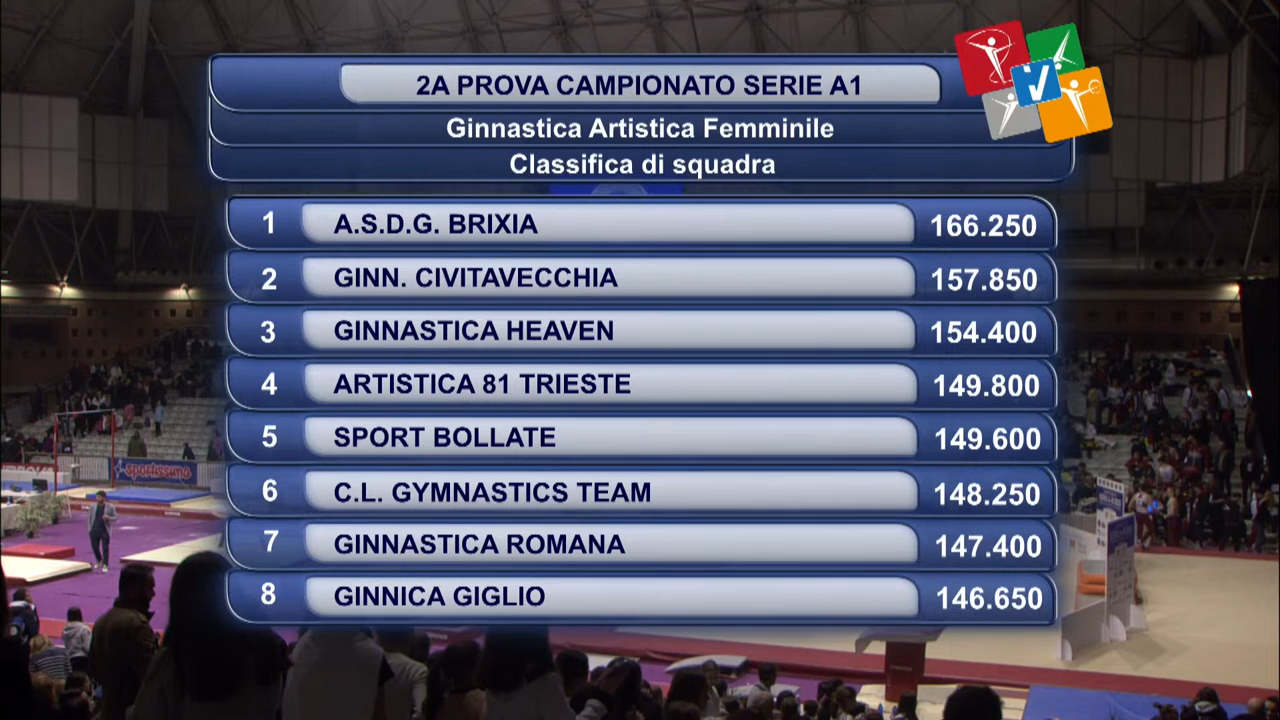 2A PROVA CAMPIONATO SERIE A1
Ginnastica Artistica Femminile
Classifica di squadra
1 A.S.D.G. BRIXIA 166.250
2 GINN. CIVITAVECCHIA 157.850
3 GINNASTICA HEAVEN 154.400
4 ARTISTICA 81 TRIESTE 149.800
5 SPORT BOLLATE 149.600
6 C.L. GYMNASTICS TEAM 148.250
7 GINNASTICA ROMANA 147.400
8 GINNICA GIGLIO 146.650
sportissimo